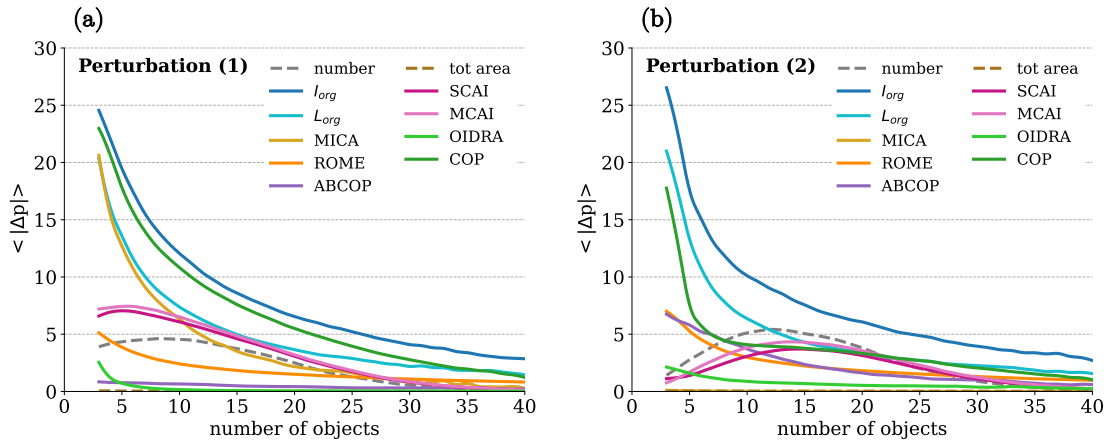 (a)
Perturbation (1)
number
I_org
L_org
MICA
ROME
ABCOP
tot area
SCAI
MCAI
OIDRA
COP
< |Δp| >
30
25
20
15
10
5
0
0 5 10 15 20 25 30 35 40
number of objects
(b)
Perturbation (2)
number
I_org
L_org
MICA
ROME
ABCOP
tot area
SCAI
MCAI
OIDRA
COP
< |Δp| >
30
25
20
15
10
5
0
0 5 10 15 20 25 30 35 40
number of objects